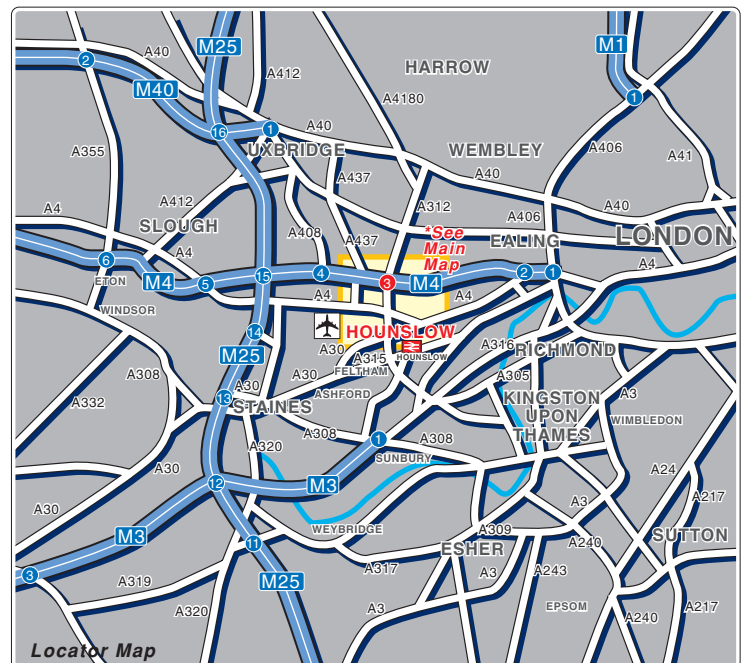 M25
M1
A40
2
A412
HARROW
M40
A4180
1
16
1
A40
UXBRIDGE
WEMBLEY
A406
A355
A41
A437
A40
A412
A312
A40
A4
A406
SLOUGH
A408
A437
*See
Main
Map
EALING
LONDON
A4
6
ETON
M4
5
15
4
3
M4
2
1
A4
A4
A4
WINDSOR
14
HOUNSLOW
A30
M25
A315
HOUNSLOW
A316
RICHMOND
FELTHAM
A308
A30
A30
A305
A332
13
STAINES
ASHFORD
KINGSTON
UPON
THAMES
A3
WIMBLEDON
A320
A308
1
A308
SUNBURY
A30
A24
12
M3
A217
A30
A3
WEYBRIDGE
A309
M3
11
ESHER
A240
SUTTON
3
A319
M25
A317
A3
A243
A320
A3
EPSOM
A240
A217
Locator Map